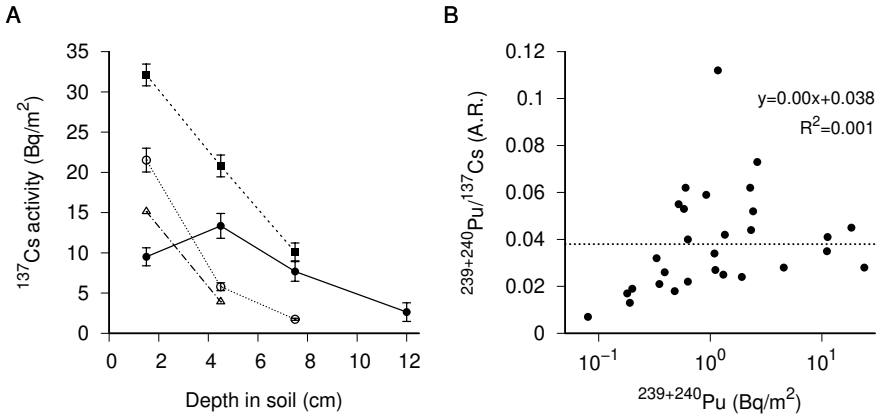 A
35
30
25
20
15
10
5
0
0 2 4 6 8 10 12
¹³⁷Cs activity (Bq/m²)
Depth in soil (cm)
B
0.12
0.1
0.08
0.06
0.04
0.02
0
10⁻¹ 10⁰ 10¹
²³⁹⁺²⁴⁰Pu/¹³⁷Cs (A.R.)
²³⁹⁺²⁴⁰Pu (Bq/m²)
y=0.00x+0.038
R²=0.001